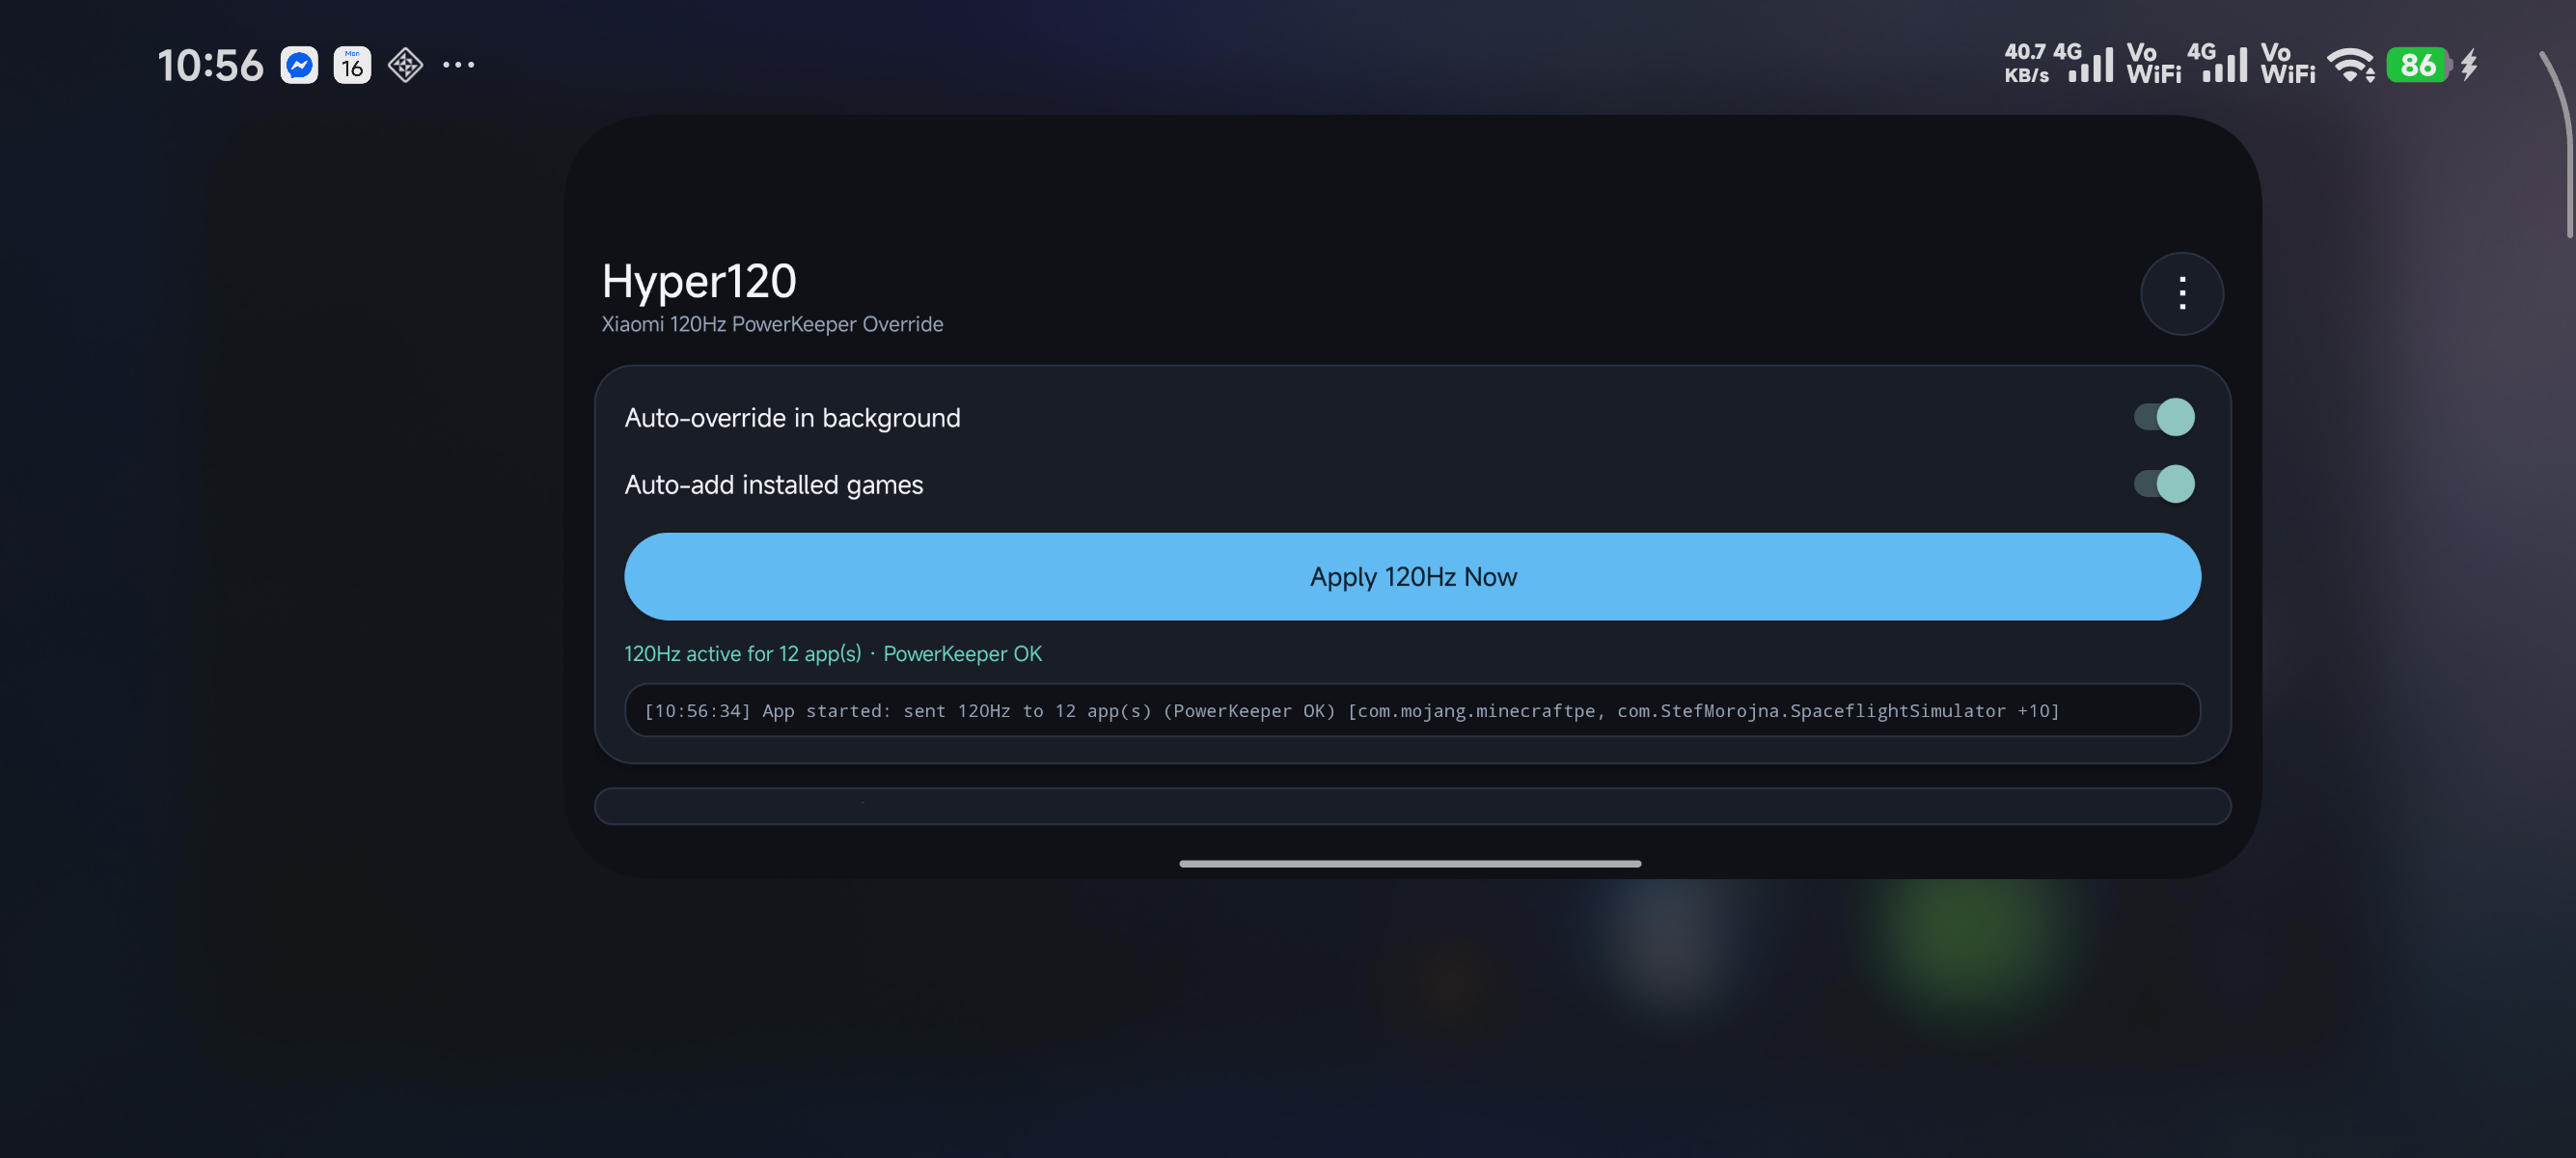 10:56
Mon
16
40.7 KB/s
4G
Vo WiFi
4G
Vo WiFi
86
Hyper120
Xiaomi 120Hz PowerKeeper Override
Auto-override in background
Auto-add installed games
Apply 120Hz Now
120Hz active for 12 app(s) · PowerKeeper OK
[10:56:34] App started: sent 120Hz to 12 app(s) (PowerKeeper OK) [com.mojang.minecraftpe, com.StefMorojna.SpaceflightSimulator +10]